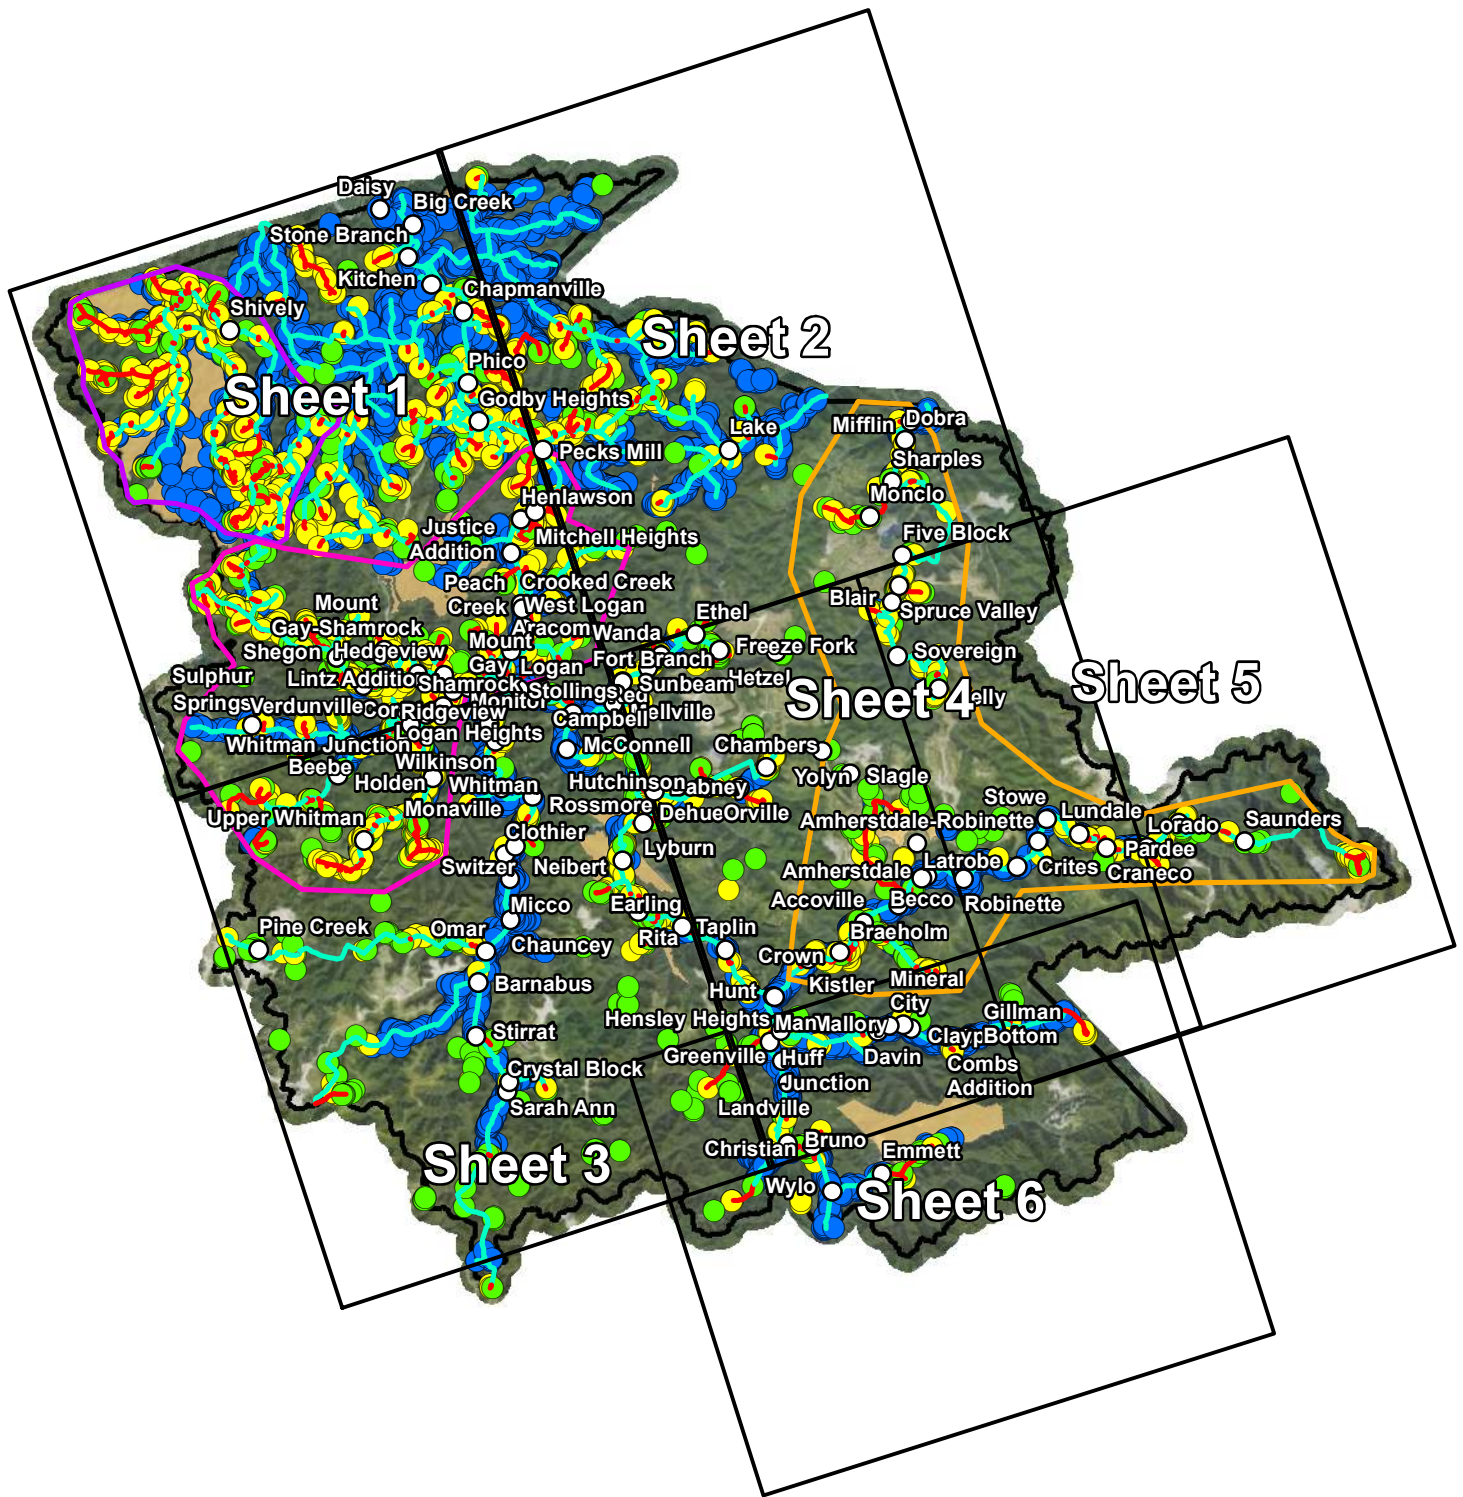 Daisy
Big Creek
Stone Branch
Kitchen
Chapmanville
Shively
Sheet 2
Phico
Sheet 1
Godby Heights
Lake
Mifflin
Dobra
Pecks Mill
Sharples
Monclo
Henlawson
Justice
Addition
Mitchell Heights
Five Block
Peach
Creek
Crooked Creek
West Logan
Blair
Spruce Valley
Mount
Gay-Shamrock
Aracom
Wanda
Ethel
Shegon
Hedgeview
Mount
Gay
Shamrock
Logan
Fort Branch
Freeze Fork
Sovereign
Sulphur
Springs
Lintz Addition
Stollings
Sunbeam
Hetzel
Sheet 4
Sheet 5
Verdunville
Ridgeview
Monitor
Mellville
Whitman Junction
Logan Heights
Campbell
McConnell
Chambers
Beebe
Wilkinson
Holden
Whitman
Hutchinson
Dabney
Yolyn
Slagle
Stowe
Upper Whitman
Monaville
Rossmore
Dehue
Orville
Amherstdale-Robinette
Lundale
Lorado
Saunders
Clothier
Lyburn
Pardee
Switzer
Neibert
Amherstdale
Latrobe
Crites
Craneco
Micco
Earling
Accoville
Becco
Robinette
Pine Creek
Omar
Chauncey
Rita
Taplin
Braeholm
Crown
Barnabus
Hunt
Kistler
Mineral
City
Gillman
Bottom
Stirrat
Hensley Heights
Man
Mallory
Greenville
Huff
Junction
Davin
Combs
Addition
Crystal Block
Sarah Ann
Landville
Christian
Bruno
Emmett
Sheet 3
Wylo
Sheet 6